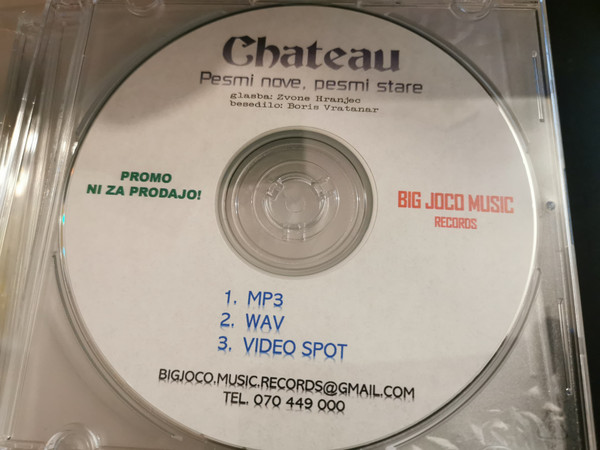 Chateau
Pesmi nove, pesmi stare
glasba: Zvone Hranjec
besedilo: Boris Vratanar
PROMO
NI ZA PRODAJO!
BIG JOCO MUSIC
RECORDS
1. MP3
2. WAV
3. VIDEO SPOT
BIGJOCO.MUSIC.RECORDS@GMAIL.COM
TEL. 070 449 000